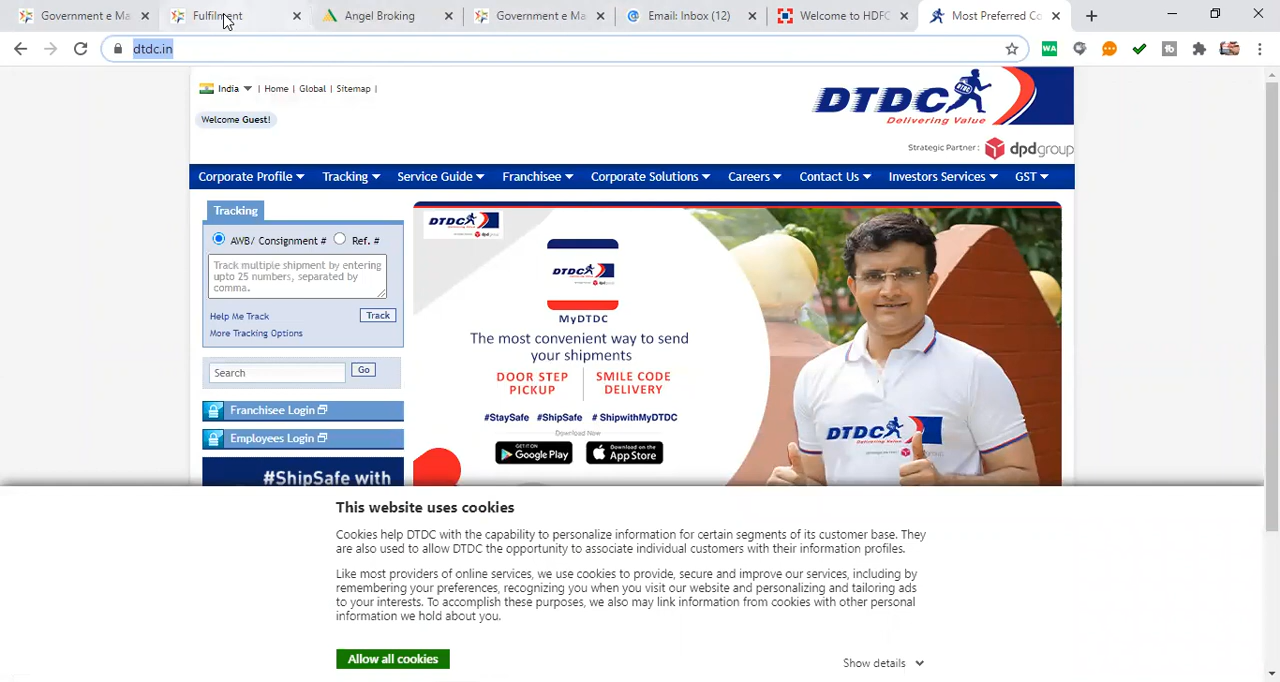 Government e Ma
Fulfilment
Angel Broking
Government e Ma
Email: Inbox (12)
Welcome to HDFC
Most Preferred Co
dtdc.in
WA
India | Home | Global | Sitemap |
Welcome Guest!
DTDC
Delivering Value
Strategic Partner : dpdgroup
Corporate Profile
Tracking
Service Guide
Franchisee
Corporate Solutions
Careers
Contact Us
Investors Services
GST
Tracking
AWB/ Consignment # Ref. #
Track multiple shipment by entering
upto 25 numbers, separated by
comma.
Help Me Track
Track
More Tracking Options
Search
Go
Franchisee Login
Employees Login
#ShipSafe with
DTDC
DTDC
MyDTDC
The most convenient way to send
your shipments
DOOR STEP
PICKUP
SMILE CODE
DELIVERY
#StaySafe #ShipSafe # ShipwithMyDTDC
Download Now
GET IT ON
Google Play
Download on the
App Store
DTDC
This website uses cookies
Cookies help DTDC with the capability to personalize information for certain segments of its customer base. They
are also used to allow DTDC the opportunity to associate individual customers with their information profiles.
Like most providers of online services, we use cookies to provide, secure and improve our services, including by
remembering your preferences, recognizing you when you visit our website and personalizing and tailoring ads
to your interests. To accomplish these purposes, we also may link information from cookies with other personal
information we hold about you.
Allow all cookies
Show details